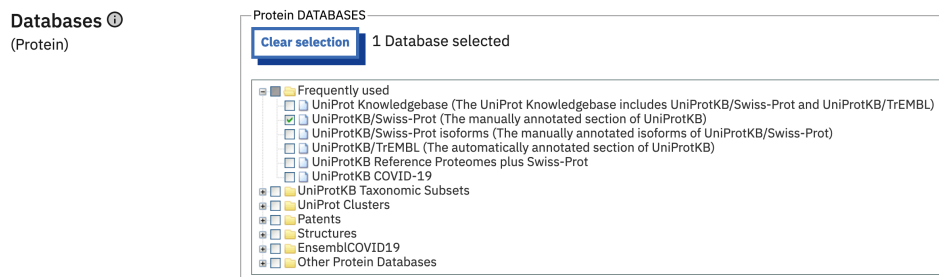 Databases
(Protein)
Protein DATABASES
Clear selection 1 Database selected
Frequently used
UniProt Knowledgebase (The UniProt Knowledgebase includes UniProtKB/Swiss-Prot and UniProtKB/TrEMBL)
UniProtKB/Swiss-Prot (The manually annotated section of UniProtKB)
UniProtKB/Swiss-Prot isoforms (The manually annotated isoforms of UniProtKB/Swiss-Prot)
UniProtKB/TrEMBL (The automatically annotated section of UniProtKB)
UniProtKB Reference Proteomes plus Swiss-Prot
UniProtKB COVID-19
UniProtKB Taxonomic Subsets
UniProt Clusters
Patents
Structures
EnsemblCOVID19
Other Protein Databases